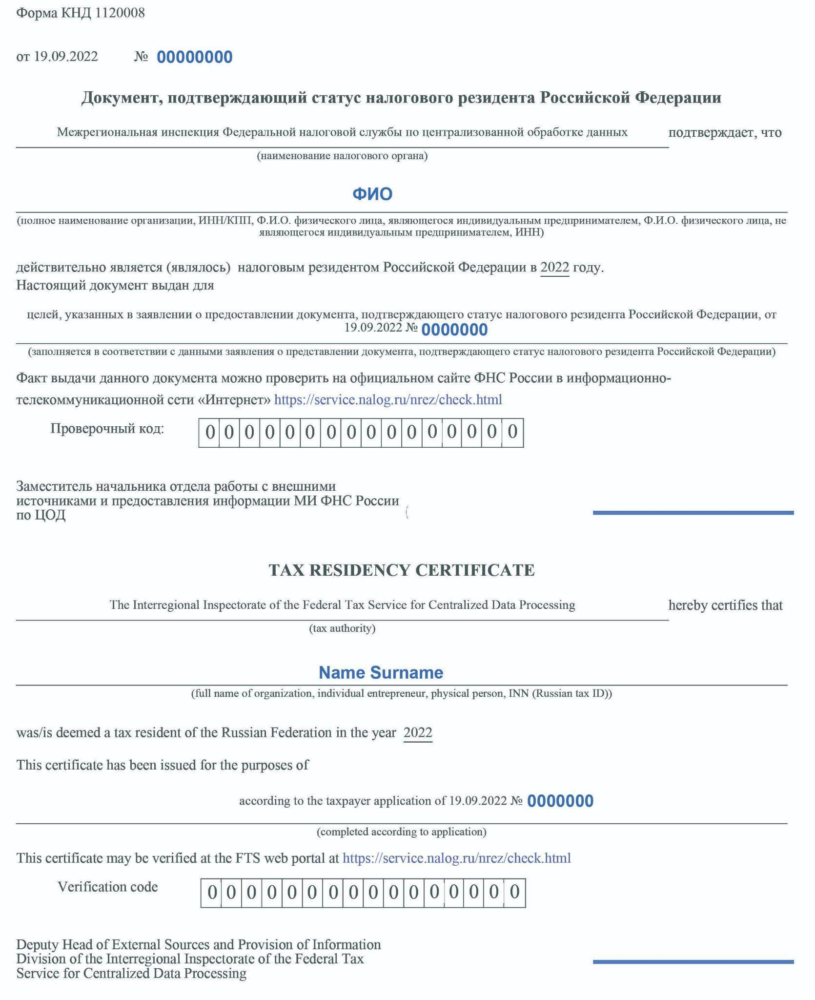 Форма КНД 1120008
от 19.09.2022 № 00000000
Документ, подтверждающий статус налогового резидента Российской Федерации
Межрегиональная инспекция Федеральной налоговой службы по централизованной обработке данных подтверждает, что
(наименование налогового органа)
ФИО
(полное наименование организации, ИНН/КПП, Ф.И.О. физического лица, являющегося индивидуальным предпринимателем, Ф.И.О. физического лица, не
являющегося индивидуальным предпринимателем, ИНН)
действительно является (являлось) налоговым резидентом Российской Федерации в 2022 году.
Настоящий документ выдан для
целей, указанных в заявлении о предоставлении документа, подтверждающего статус налогового резидента Российской Федерации, от
19.09.2022 № 0000000
(заполняется в соответствии с данными заявления о представлении документа, подтверждающего статус налогового резидента Российской Федерации)
Факт выдачи данного документа можно проверить на официальном сайте ФНС России в информационно-
телекоммуникационной сети «Интернет» https://service.nalog.ru/nrez/check.html
Проверочный код: 0 0 0 0 0 0 0 0 0 0 0 0 0 0 0 0
Заместитель начальника отдела работы с внешними
источниками и предоставления информации МИ ФНС России
по ЦОД (
TAX RESIDENCY CERTIFICATE
The Interregional Inspectorate of the Federal Tax Service for Centralized Data Processing hereby certifies that
(tax authority)
Name Surname
(full name of organization, individual entrepreneur, physical person, INN (Russian tax ID))
was/is deemed a tax resident of the Russian Federation in the year 2022
This certificate has been issued for the purposes of
according to the taxpayer application of 19.09.2022 № 0000000
(completed according to application)
This certificate may be verified at the FTS web portal at https://service.nalog.ru/nrez/check.html
Verification code 0 0 0 0 0 0 0 0 0 0 0 0 0 0 0 0
Deputy Head of External Sources and Provision of Information
Division of the Interregional Inspectorate of the Federal Tax
Service for Centralized Data Processing